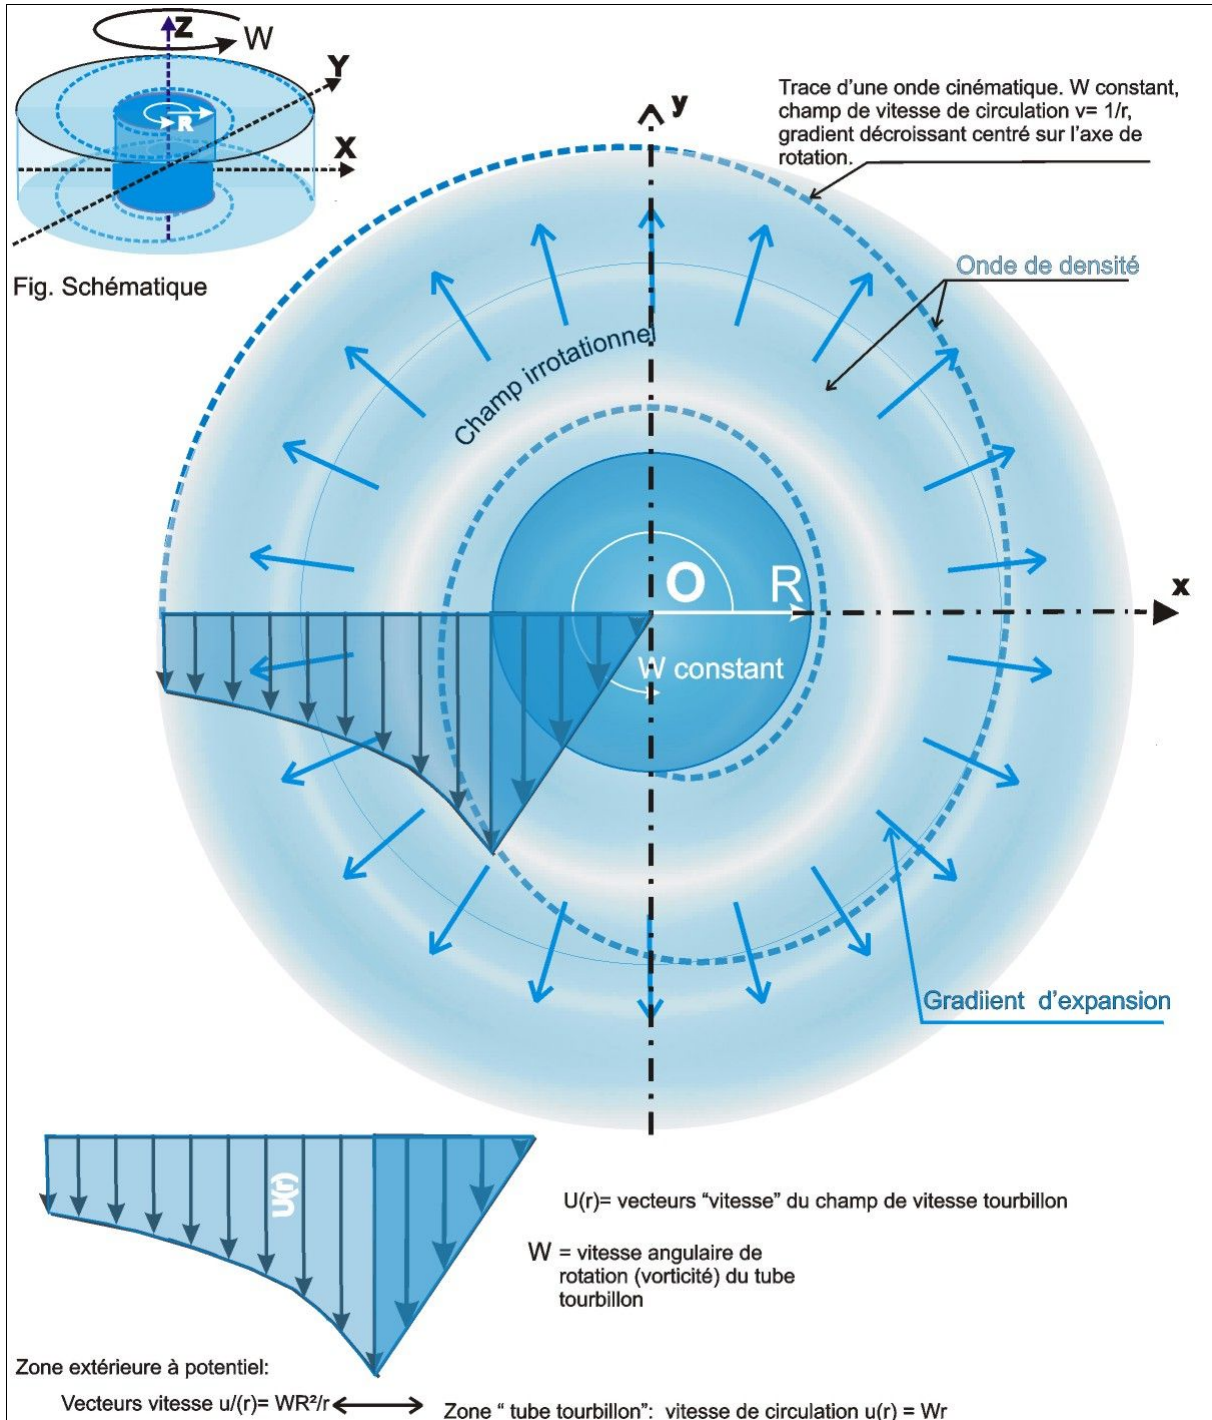 Z
W
Y
R
X
Fig. Schématique
y
Trace d'une onde cinématique. W constant,
champ de vitesse de circulation v= 1/r,
gradient décroissant centré sur l'axe de
rotation.
Onde de densité
Champ irrotationnel
O
R
x
W constant
Gradiient d'expansion
U(r)
U(r)= vecteurs “vitesse” du champ de vitesse tourbillon
W = vitesse angulaire de
rotation (vorticité) du tube
tourbillon
Zone extérieure à potentiel:
Vecteurs vitesse u/(r)= WR²/r
Zone “ tube tourbillon”: vitesse de circulation u(r) = Wr